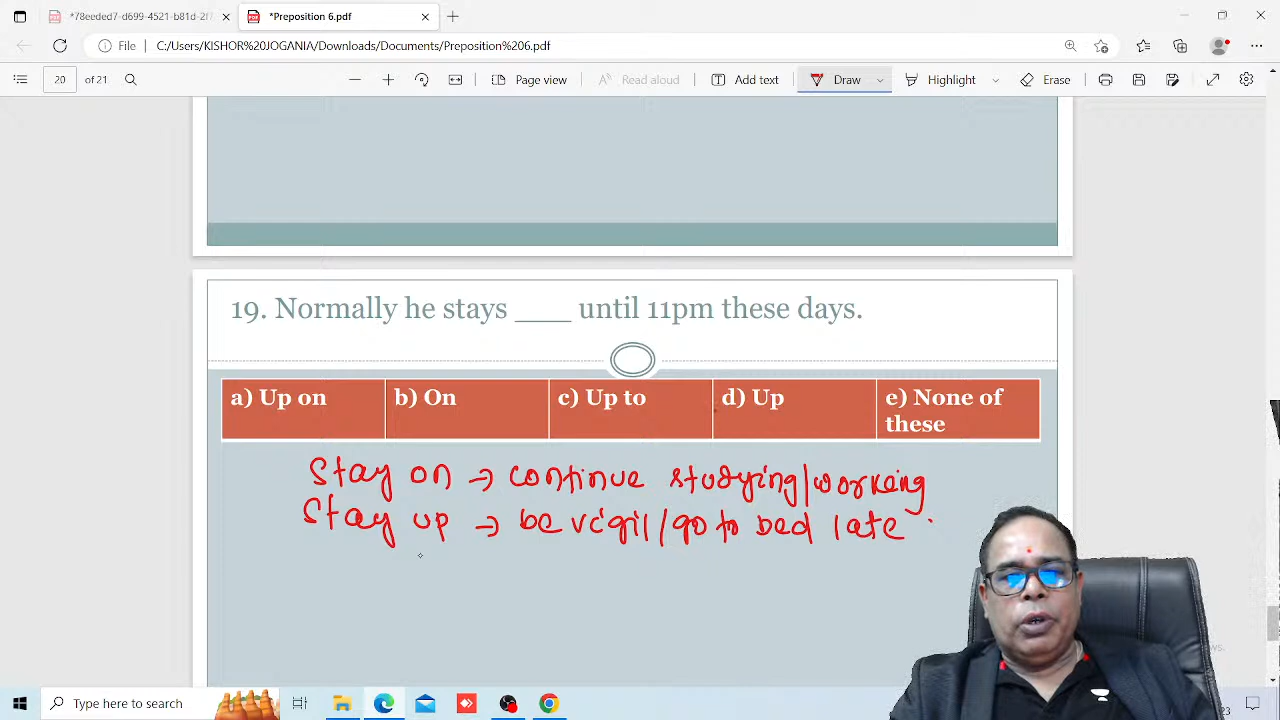 *78eeded7-d699-4521-b81d-2f7
*Preposition 6.pdf
File C:/Users/KISHOR%20JOGANIA/Downloads/Documents/Preposition%206.pdf
20 of 21 Page view Read aloud Add text Draw Highlight Erase
19. Normally he stays ____ until 11pm these days.
a) Up on b) On c) Up to d) Up e) None of
these
Stay on → continue studying/working
Stay up → be vigil/go to bed late.
Type here to search
23